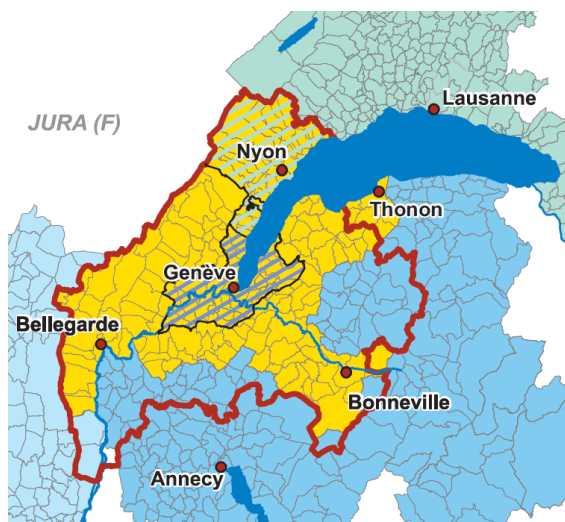 Lausanne
JURA (F)
Nyon
Thonon
Genève
Bellegarde
Bonneville
Annecy